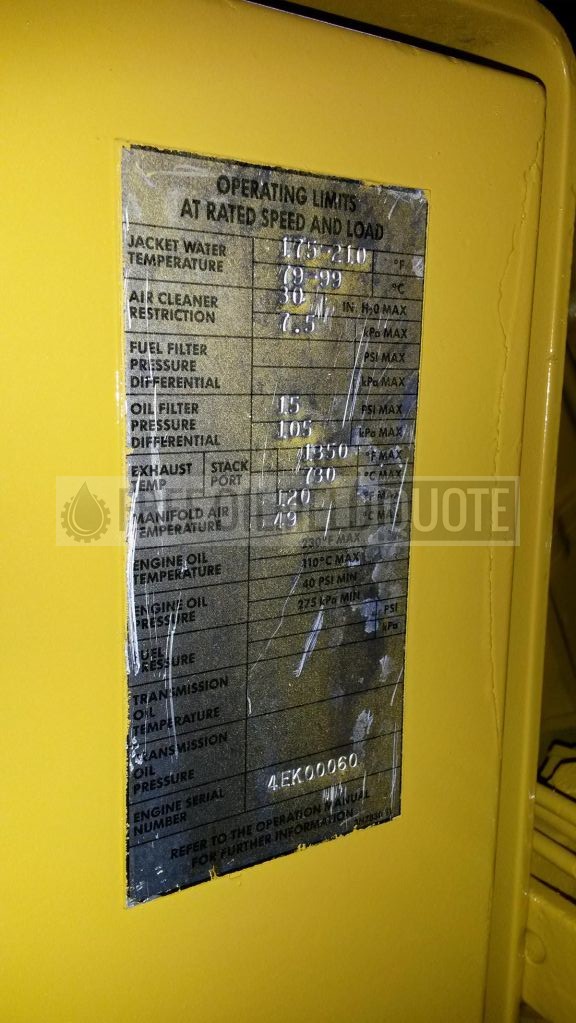 OPERATING LIMITS
AT RATED SPEED AND LOAD
JACKET WATER TEMPERATURE 175-210 °F
79-99 °C
AIR CLEANER RESTRICTION 30 IN. H20 MAX
7.5 kPa MAX
FUEL FILTER PRESSURE DIFFERENTIAL PSI MAX
kPa MAX
OIL FILTER PRESSURE DIFFERENTIAL 15 PSI MAX
105 kPa MAX
EXHAUST TEMP STACK PORT 1350 °F MAX
730 °C MAX
MANIFOLD AIR TEMPERATURE 120 °F MAX
49 °C MAX
ENGINE OIL TEMPERATURE 230°F MAX
110°C MAX
ENGINE OIL PRESSURE 40 PSI MIN
275 kPa MIN
FUEL PRESSURE PSI
kPa
TRANSMISSION OIL TEMPERATURE
TRANSMISSION OIL PRESSURE
ENGINE SERIAL NUMBER 4EK00060
REFER TO THE OPERATION MANUAL
FOR FURTHER INFORMATION
QUOTE